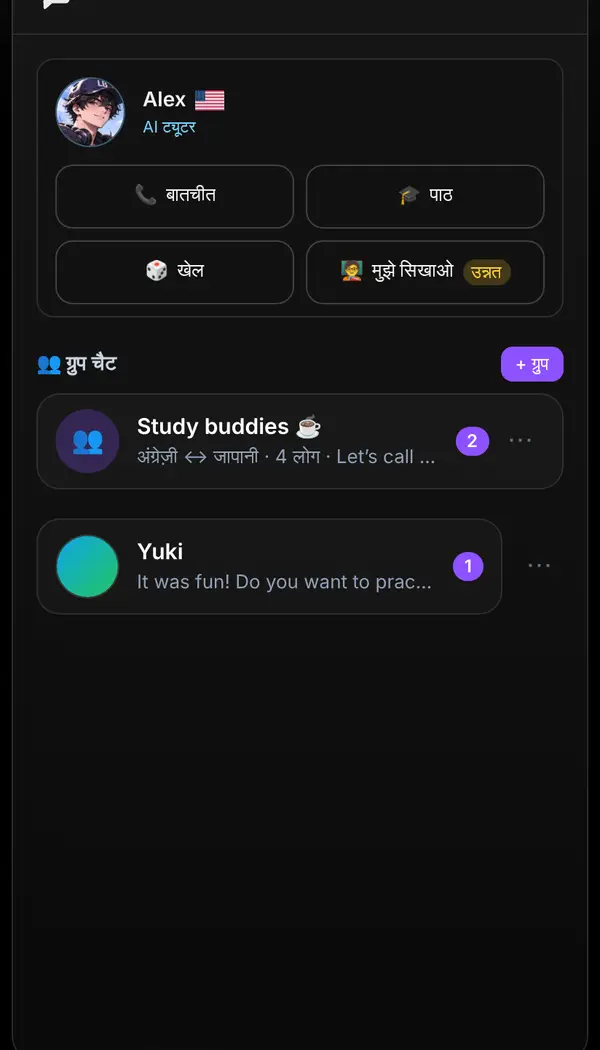 Alex 🇺🇸
AI ट्यूटर
📞 बातचीत
🎓 पाठ
🎲 खेल
🧑‍🏫 मुझे सिखाओ उन्नत
👥 ग्रुप चैट
+ ग्रुप
Study buddies ☕
2 ...
अंग्रेज़ी ↔ जापानी · 4 लोग · Let's call ...
Yuki
1 ...
It was fun! Do you want to prac...